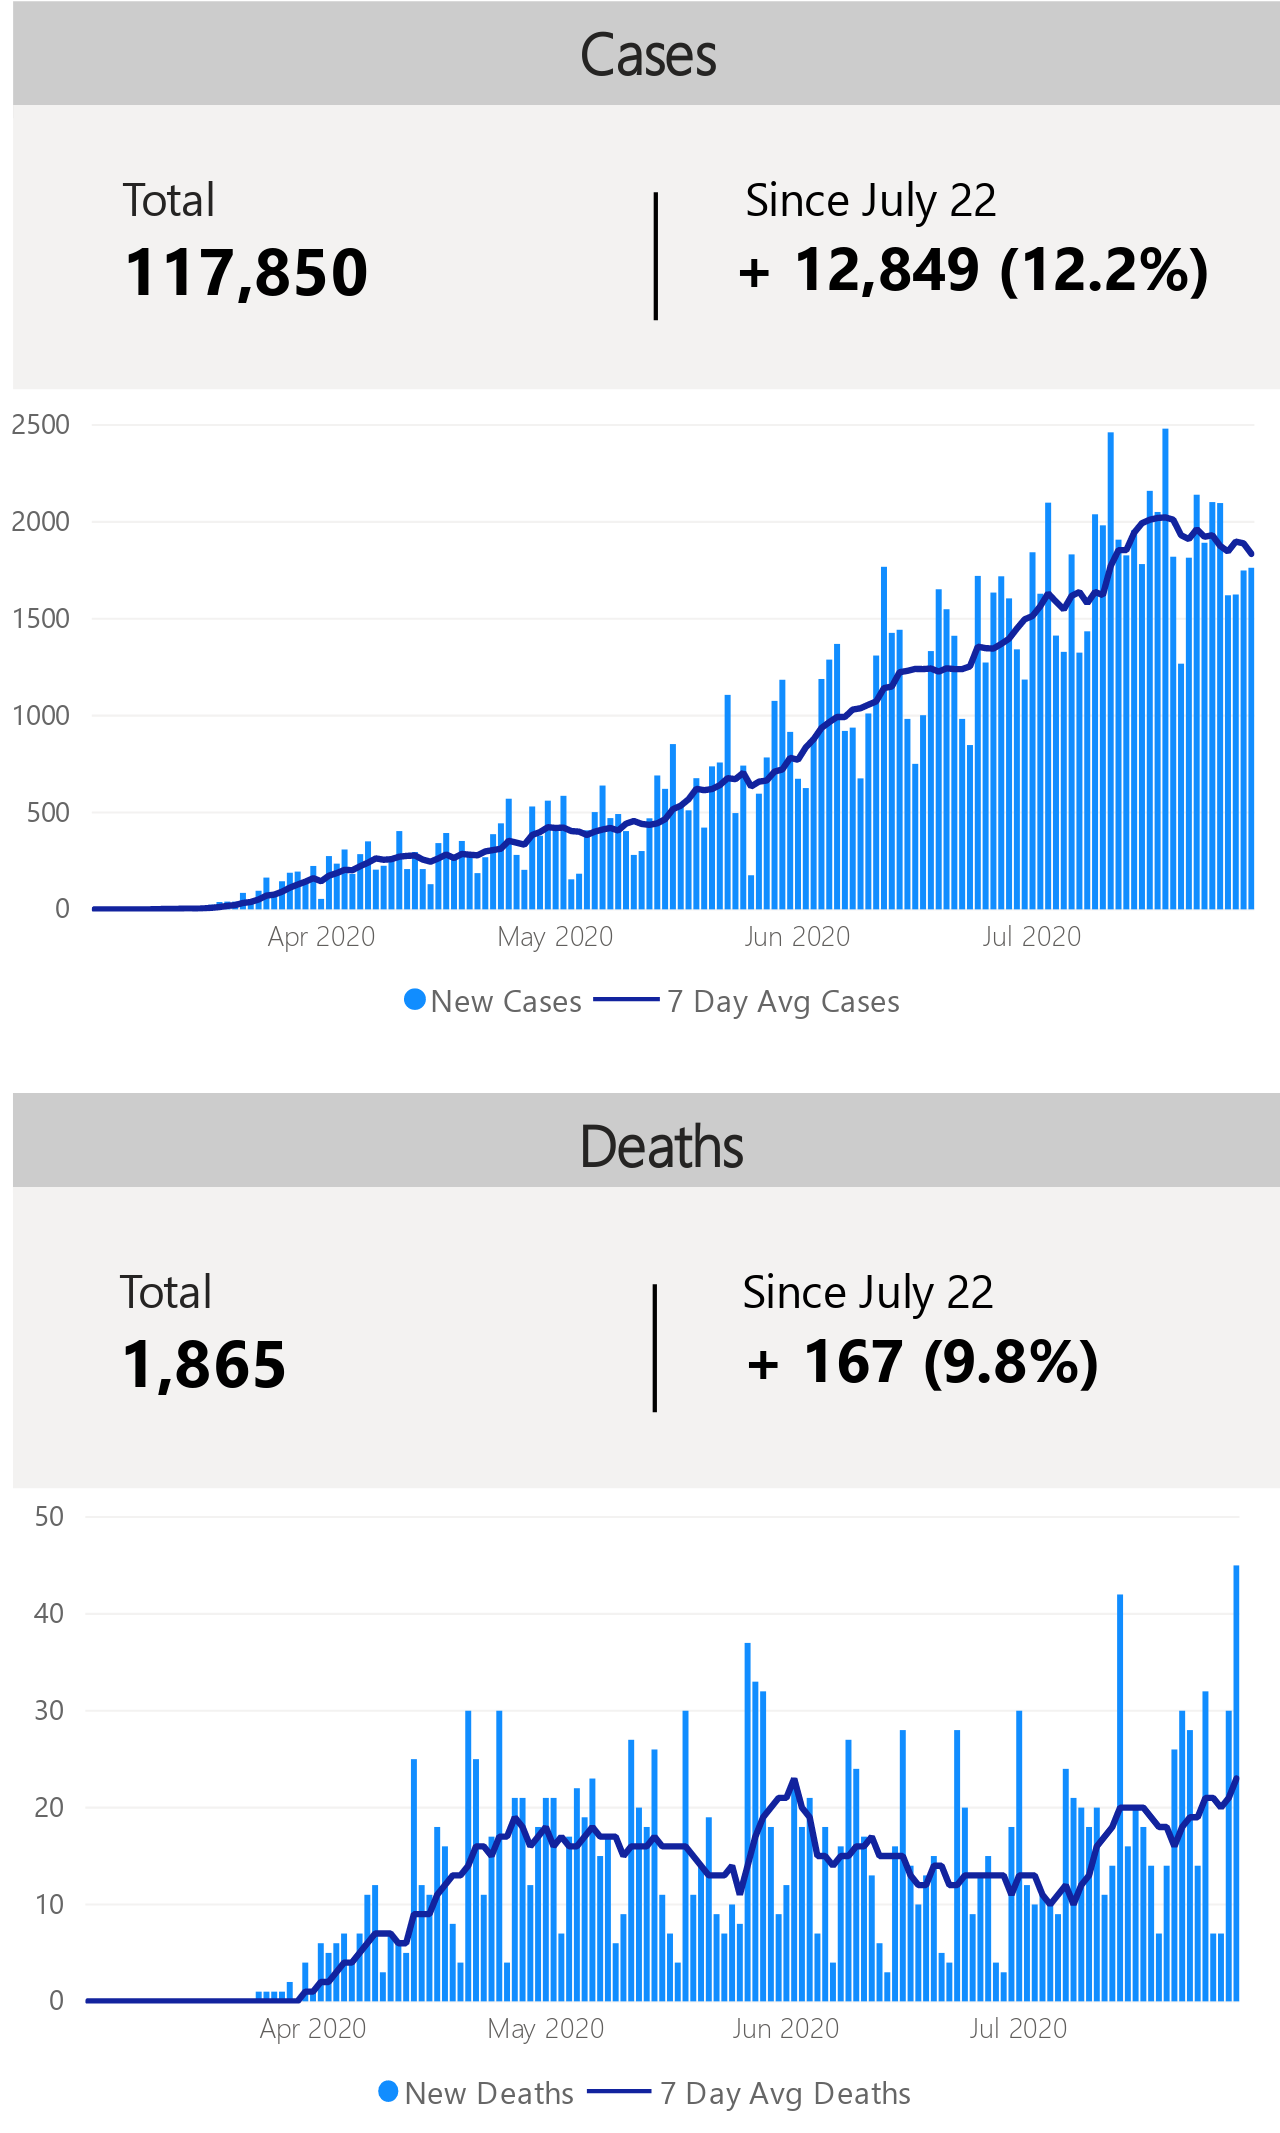 Cases
Total
Since July 22
117,850
+ 12,849 (12.2%)
2500
2000
1500
1000
500
0
Apr 2020
May 2020
Jun 2020
Jul 2020
New Cases
7 Day Avg Cases
Deaths
Total
Since July 22
1,865
+ 167 (9.8%)
50
40
30
20
10
0
Apr 2020
May 2020
Jun 2020
Jul 2020
New Deaths
7 Day Avg Deaths